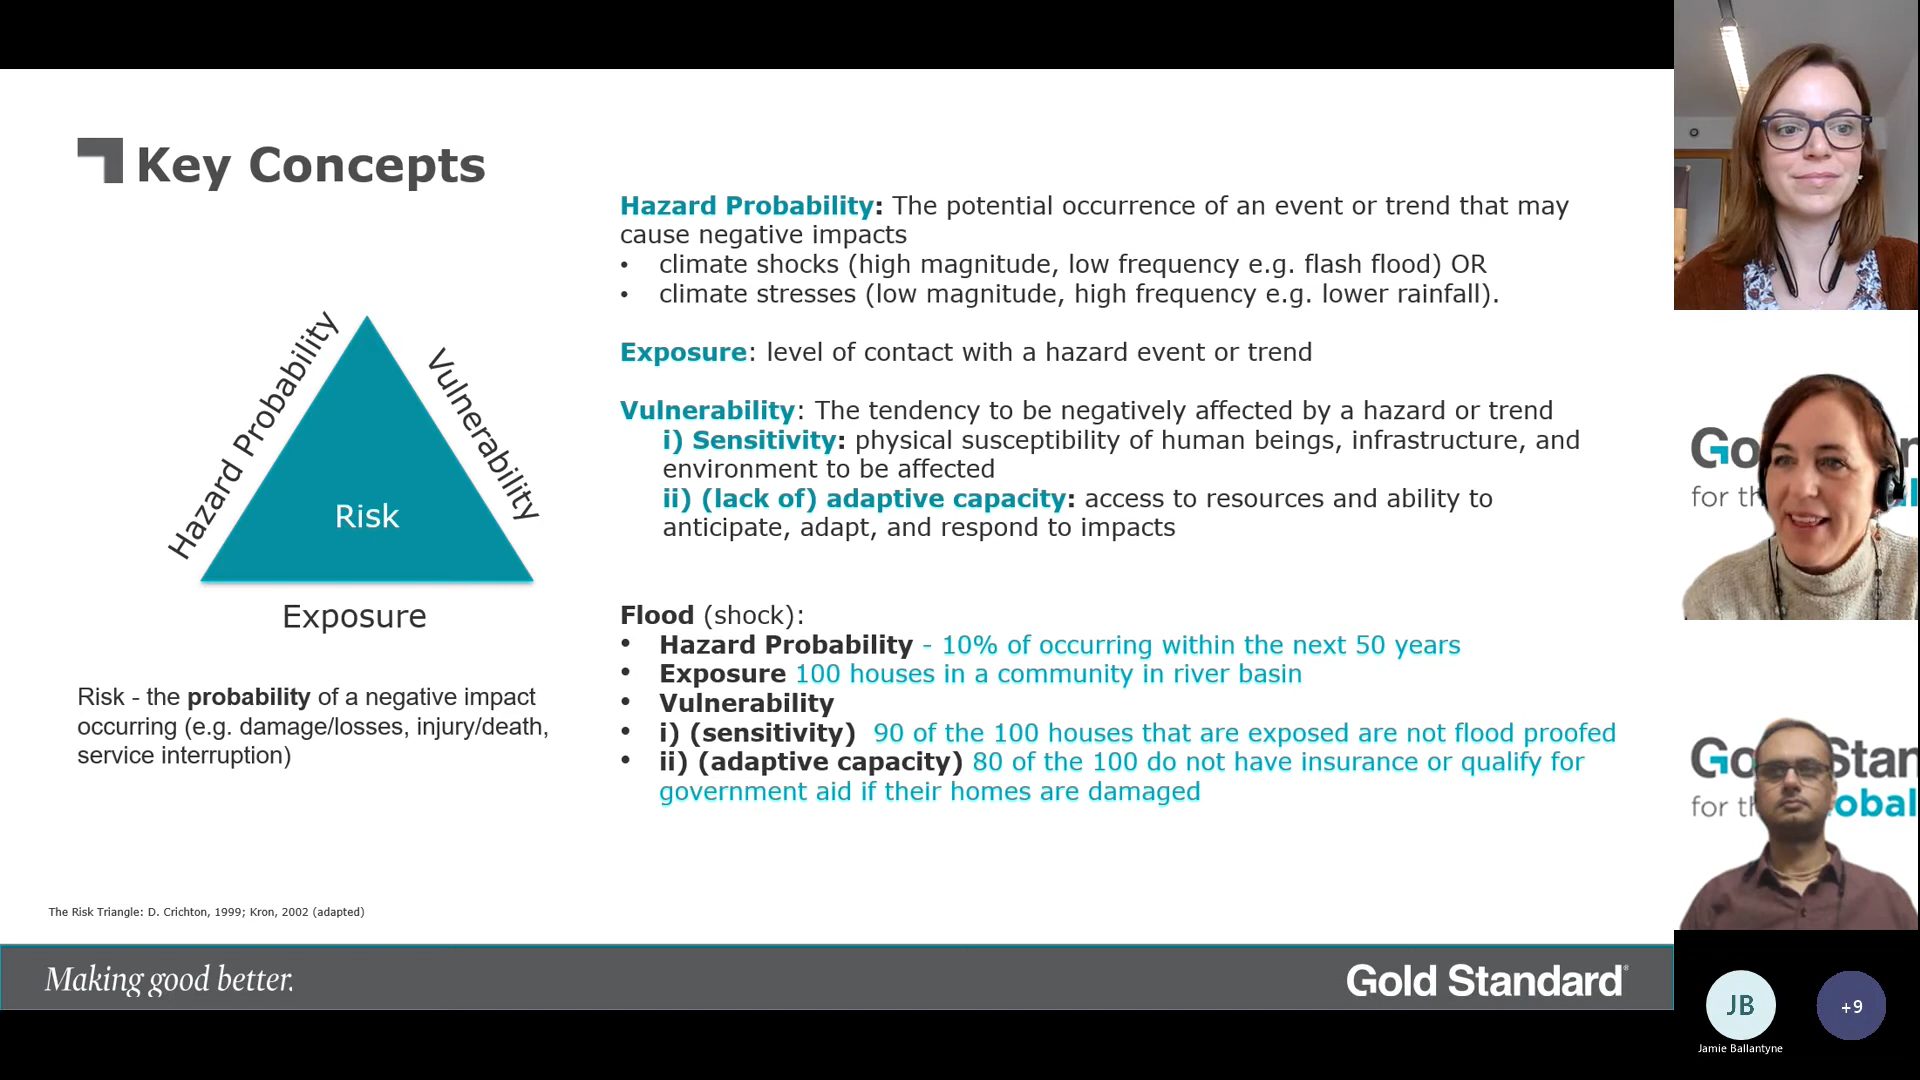 Key Concepts
Hazard Probability: The potential occurrence of an event or trend that may
cause negative impacts
• climate shocks (high magnitude, low frequency e.g. flash flood) OR
• climate stresses (low magnitude, high frequency e.g. lower rainfall).
Exposure: level of contact with a hazard event or trend
Vulnerability: The tendency to be negatively affected by a hazard or trend
i) Sensitivity: physical susceptibility of human beings, infrastructure, and
environment to be affected
ii) (lack of) adaptive capacity: access to resources and ability to
anticipate, adapt, and respond to impacts
Hazard Probability
Vulnerability
Risk
Exposure
Risk - the probability of a negative impact
occurring (e.g. damage/losses, injury/death,
service interruption)
Flood (shock):
• Hazard Probability - 10% of occurring within the next 50 years
• Exposure 100 houses in a community in river basin
• Vulnerability
• i) (sensitivity) 90 of the 100 houses that are exposed are not flood proofed
• ii) (adaptive capacity) 80 of the 100 do not have insurance or qualify for
government aid if their homes are damaged
The Risk Triangle: D. Crichton, 1999; Kron, 2002 (adapted)
Making good better.
Gold Standard®
JB
Jamie Ballantyne
+9